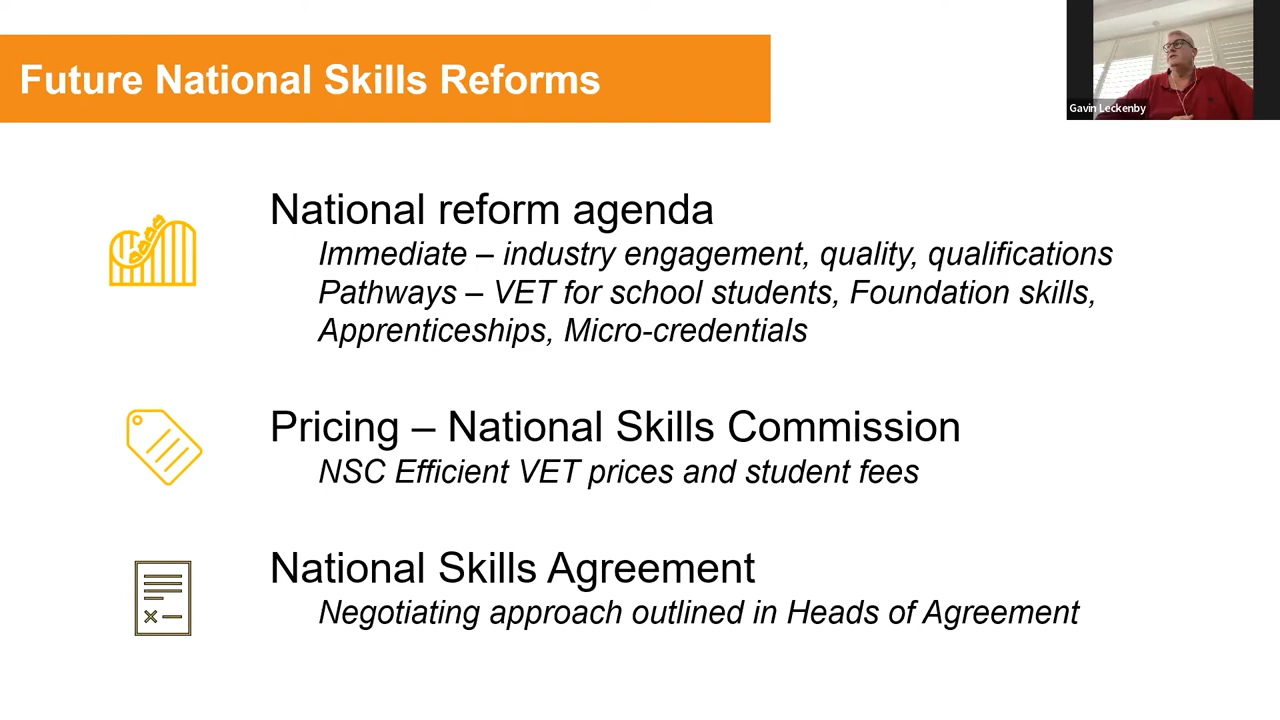 Future National Skills Reforms
Gavin Leckenby
National reform agenda
Immediate – industry engagement, quality, qualifications
Pathways – VET for school students, Foundation skills,
Apprenticeships, Micro-credentials
Pricing – National Skills Commission
NSC Efficient VET prices and student fees
National Skills Agreement
Negotiating approach outlined in Heads of Agreement